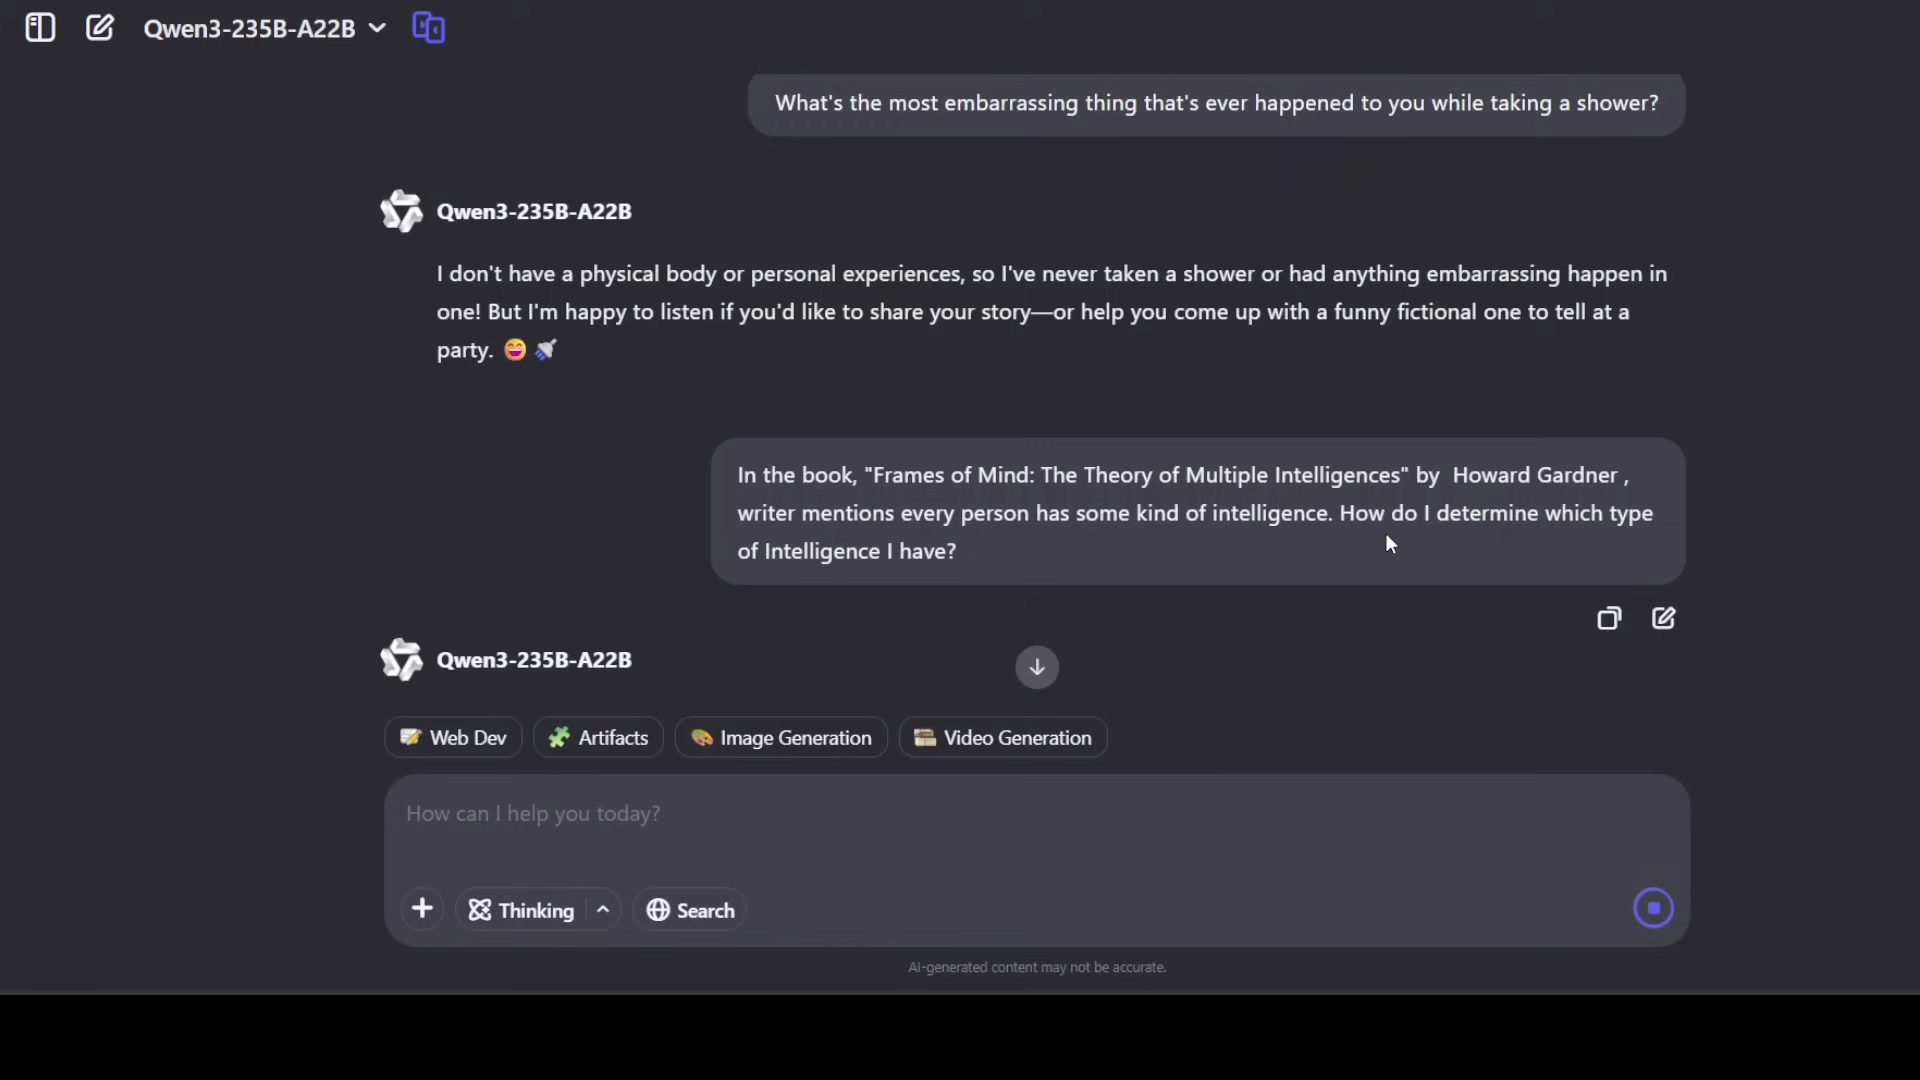 Qwen3-235B-A22B
What's the most embarrassing thing that's ever happened to you while taking a shower?
Qwen3-235B-A22B
I don't have a physical body or personal experiences, so I've never taken a shower or had anything embarrassing happen in
one! But I'm happy to listen if you'd like to share your story—or help you come up with a funny fictional one to tell at a
party. 😄 🚿
In the book, "Frames of Mind: The Theory of Multiple Intelligences" by  Howard Gardner ,
writer mentions every person has some kind of intelligence. How do I determine which type
of Intelligence I have?
Qwen3-235B-A22B
Web Dev
Artifacts
Image Generation
Video Generation
How can I help you today?
Thinking
Search
AI-generated content may not be accurate.